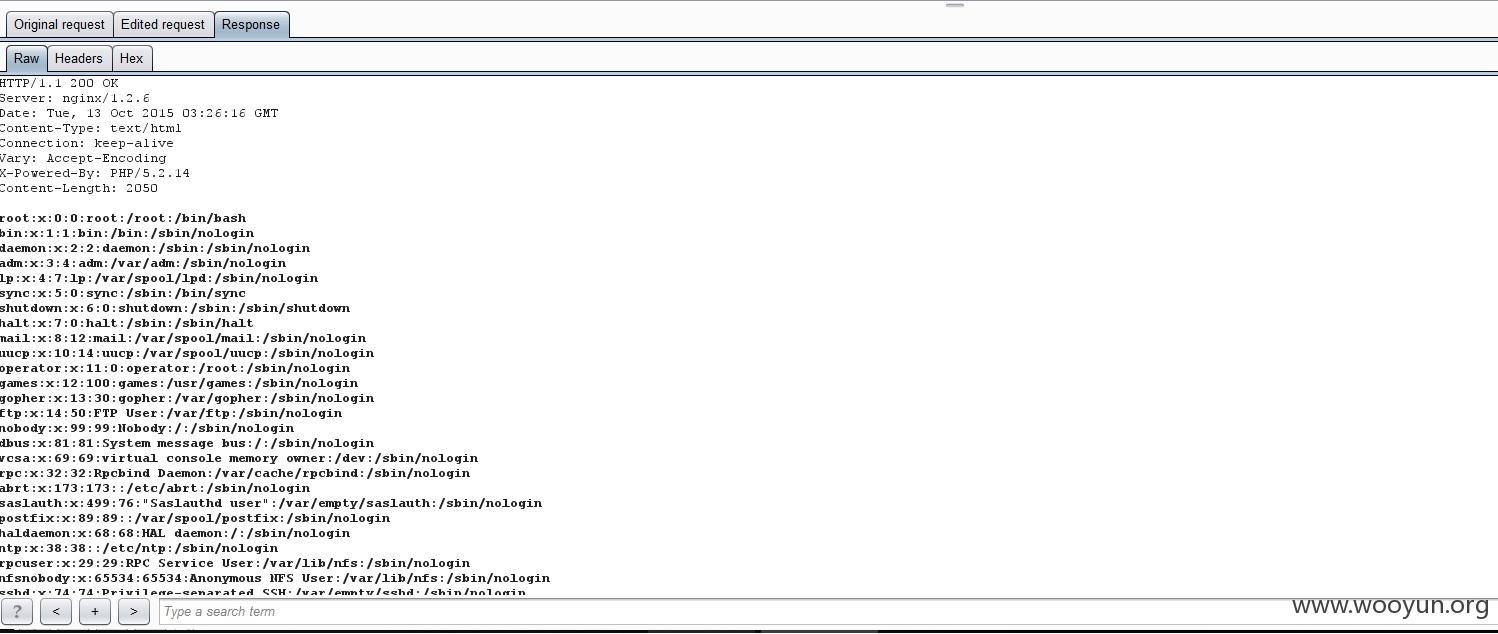 Original request Edited request Response
Raw Headers Hex
HTTP/1.1 200 OK
Server: nginx/1.2.6
Date: Tue, 13 Oct 2015 03:26:16 GMT
Content-Type: text/html
Connection: keep-alive
Vary: Accept-Encoding
X-Powered-By: PHP/5.2.14
Content-Length: 2050
root:x:0:0:root:/root:/bin/bash
bin:x:1:1:bin:/bin:/sbin/nologin
daemon:x:2:2:daemon:/sbin:/sbin/nologin
adm:x:3:4:adm:/var/adm:/sbin/nologin
lp:x:4:7:lp:/var/spool/lpd:/sbin/nologin
sync:x:5:0:sync:/sbin:/bin/sync
shutdown:x:6:0:shutdown:/sbin:/sbin/shutdown
halt:x:7:0:halt:/sbin:/sbin/halt
mail:x:8:12:mail:/var/spool/mail:/sbin/nologin
uucp:x:10:14:uucp:/var/spool/uucp:/sbin/nologin
operator:x:11:0:operator:/root:/sbin/nologin
games:x:12:100:games:/usr/games:/sbin/nologin
gopher:x:13:30:gopher:/var/gopher:/sbin/nologin
ftp:x:14:50:FTP User:/var/ftp:/sbin/nologin
nobody:x:99:99:Nobody:/:/sbin/nologin
dbus:x:81:81:System message bus:/:/sbin/nologin
vcsa:x:69:69:virtual console memory owner:/dev:/sbin/nologin
rpc:x:32:32:Rpcbind Daemon:/var/cache/rpcbind:/sbin/nologin
abrt:x:173:173::/etc/abrt:/sbin/nologin
saslauth:x:499:76:"Saslauthd user":/var/empty/saslauth:/sbin/nologin
postfix:x:89:89::/var/spool/postfix:/sbin/nologin
haldaemon:x:68:68:HAL daemon:/:/sbin/nologin
ntp:x:38:38::/etc/ntp:/sbin/nologin
rpcuser:x:29:29:RPC Service User:/var/lib/nfs:/sbin/nologin
nfsnobody:x:65534:65534:Anonymous NFS User:/var/lib/nfs:/sbin/nologin
sshd:x:74:74:Privilege-separated SSH:/var/empty/sshd:/sbin/nologin
? < + > Type a search term
www.wooyun.org